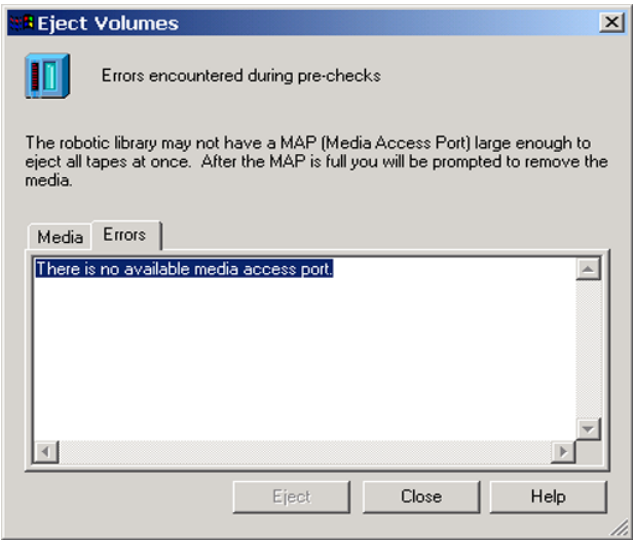 Eject Volumes
Errors encountered during pre-checks
The robotic library may not have a MAP (Media Access Port) large enough to
eject all tapes at once.  After the MAP is full you will be prompted to remove the
media.
Media Errors
There is no available media access port.
Eject Close Help